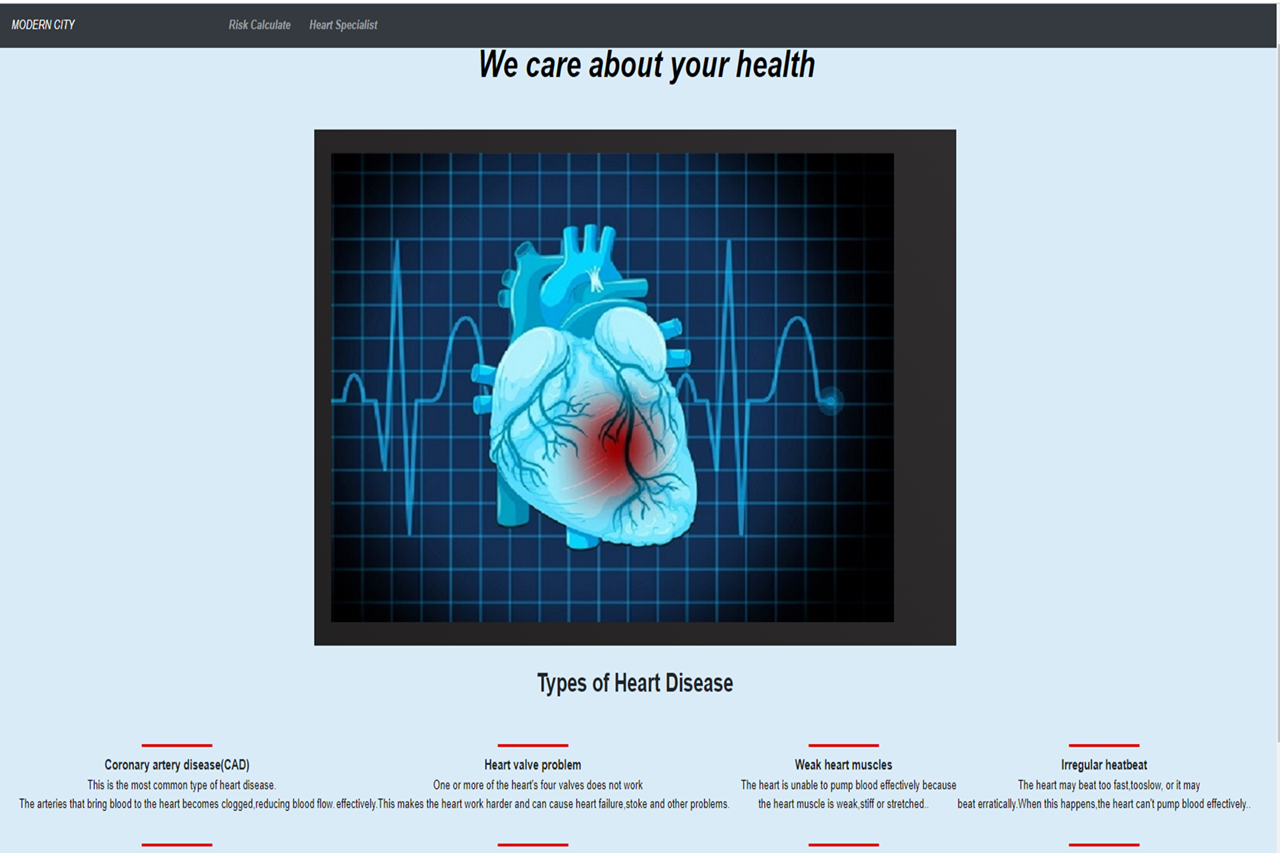 MODERN CITY Risk Calculate Heart Specialist
We care about your health
Types of Heart Disease
Coronary artery disease(CAD)
This is the most common type of heart disease.
The arteries that bring blood to the heart becomes clogged,reducing blood flow.
Heart valve problem
One or more of the heart's four valves does not work
effectively.This makes the heart work harder and can cause heart failure,stoke and other problems.
Weak heart muscles
The heart is unable to pump blood effectively because
the heart muscle is weak,stiff or stretched..
Irregular heatbeat
The heart may beat too fast,tooslow, or it may
beat erratically.When this happens,the heart can't pump blood effectively..